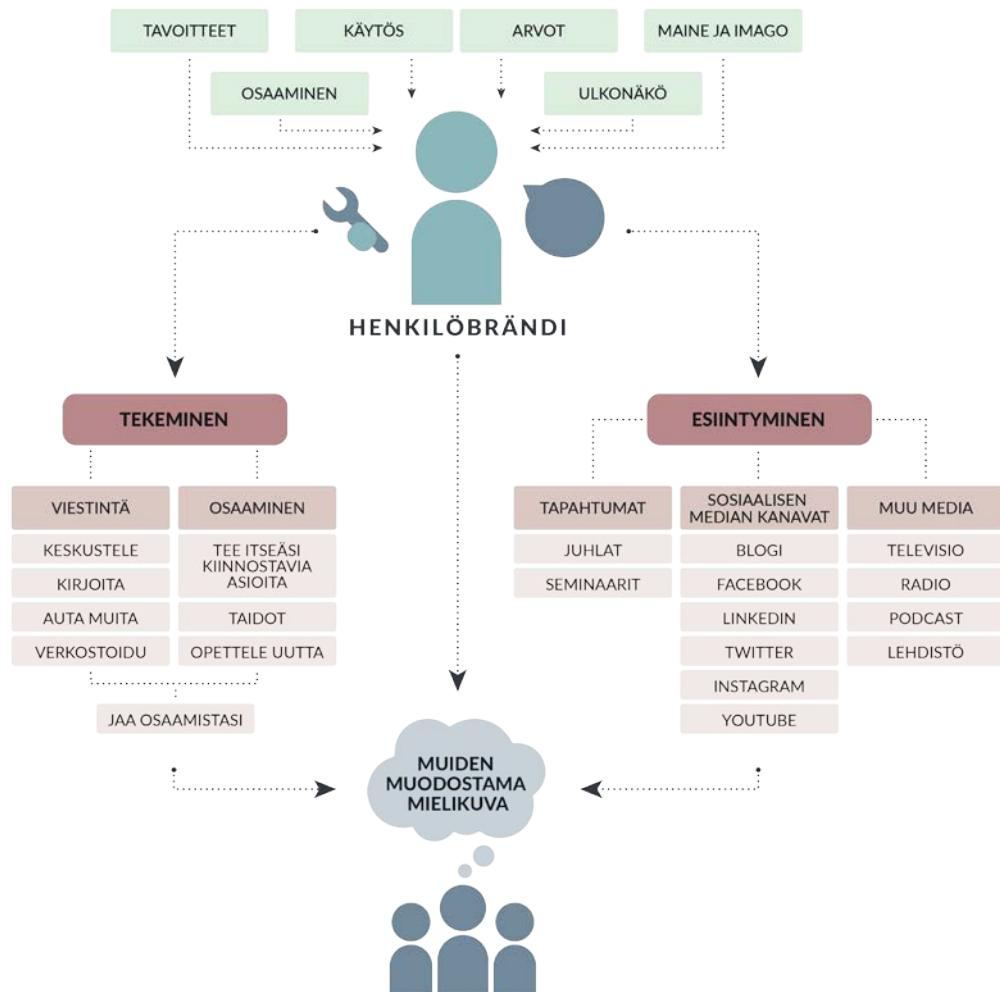 TAVOITTEET
KÄYTÖS
ARVOT
MAINE JA IMAGO
OSAAMINEN
ULKONÄKÖ
HENKILÖBRÄNDI
TEKEMINEN
VIESTINTÄ
KESKUSTELE
KIRJOITA
AUTA MUITA
VERKOSTOIDU
OSAAMINEN
TEE ITSEÄSI
KIINNOSTAVIA
ASIOITA
TAIDOT
OPETTELE UUTTA
JAA OSAAMISTASI
ESIINTYMINEN
TAPAHTUMAT
JUHLAT
SEMINAARIT
SOSIAALISEN
MEDIAN KANAVAT
BLOGI
FACEBOOK
LINKEDIN
TWITTER
INSTAGRAM
YOUTUBE
MUU MEDIA
TELEVISIO
RADIO
PODCAST
LEHDISTÖ
MUIDEN
MUODOSTAMA
MIELIKUVA